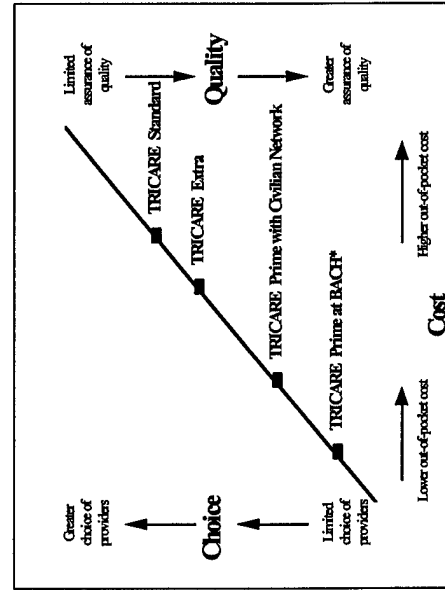 Greater
choice of
providers
Choice
Limited
choice of
providers
TRICARE Standard
TRICARE Extra
TRICARE Prime with Civilian Network
TRICARE Prime at BACH*
Limited
assurance of
quality
Quality
Greater
assurance of
quality
Lower out-of-pocket cost
Higher out-of-pocket cost
Cost